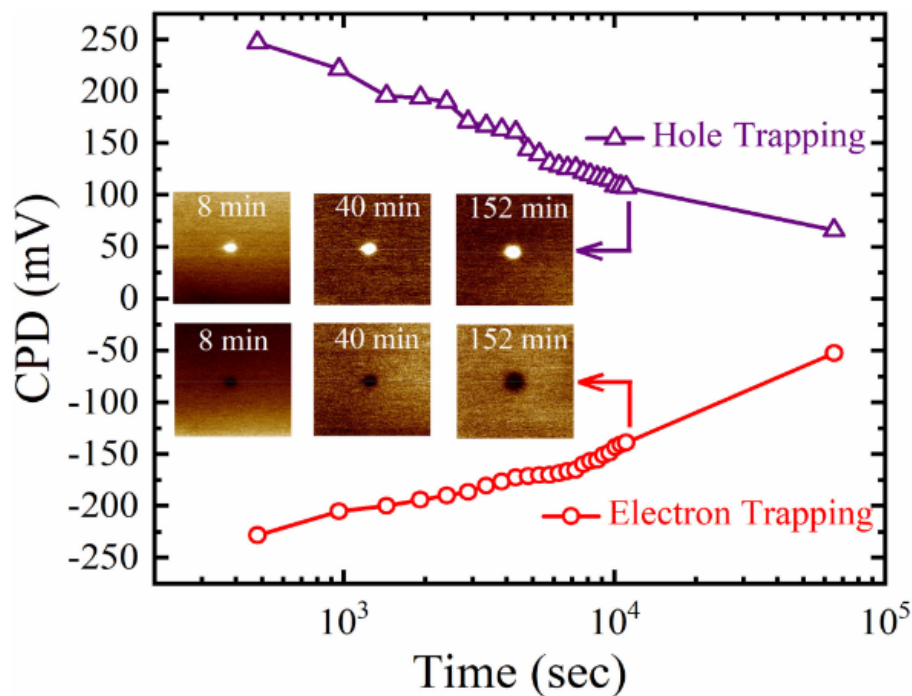 250
200
150
100
50
0
-50
-100
-150
-200
-250
CPD (mV)
Hole Trapping
8 min
40 min
152 min
8 min
40 min
152 min
Electron Trapping
10³
10⁴
10⁵
Time (sec)